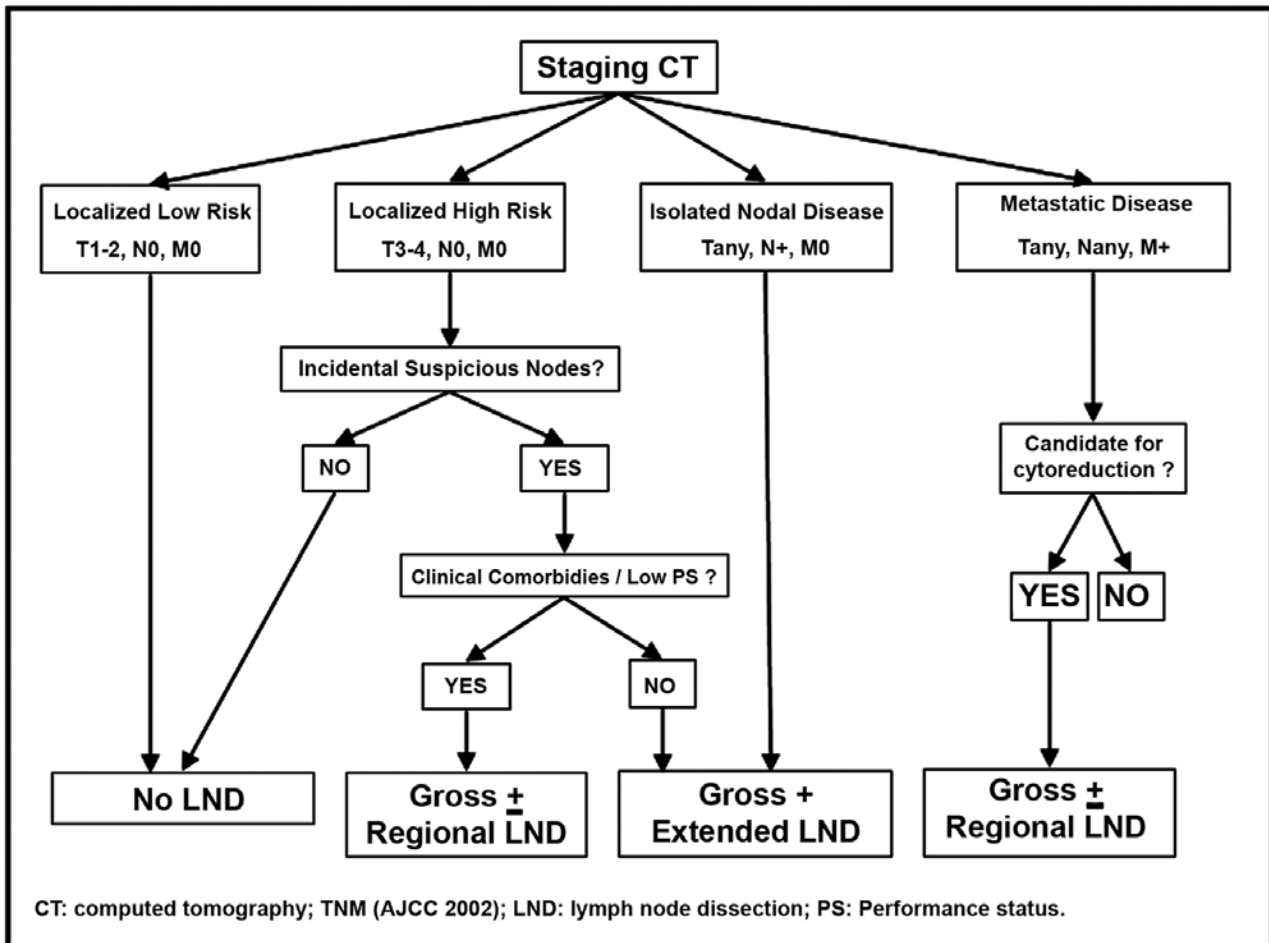 Staging CT
Localized Low Risk
T1-2, N0, M0
Localized High Risk
T3-4, N0, M0
Isolated Nodal Disease
Tany, N+, M0
Metastatic Disease
Tany, Nany, M+
Incidental Suspicious Nodes?
NO
YES
Candidate for
cytoreduction ?
Clinical Comorbidies / Low PS ?
YES
NO
YES
NO
No LND
Gross ±
Regional LND
Gross +
Extended LND
Gross ±
Regional LND
CT: computed tomography; TNM (AJCC 2002); LND: lymph node dissection; PS: Performance status.